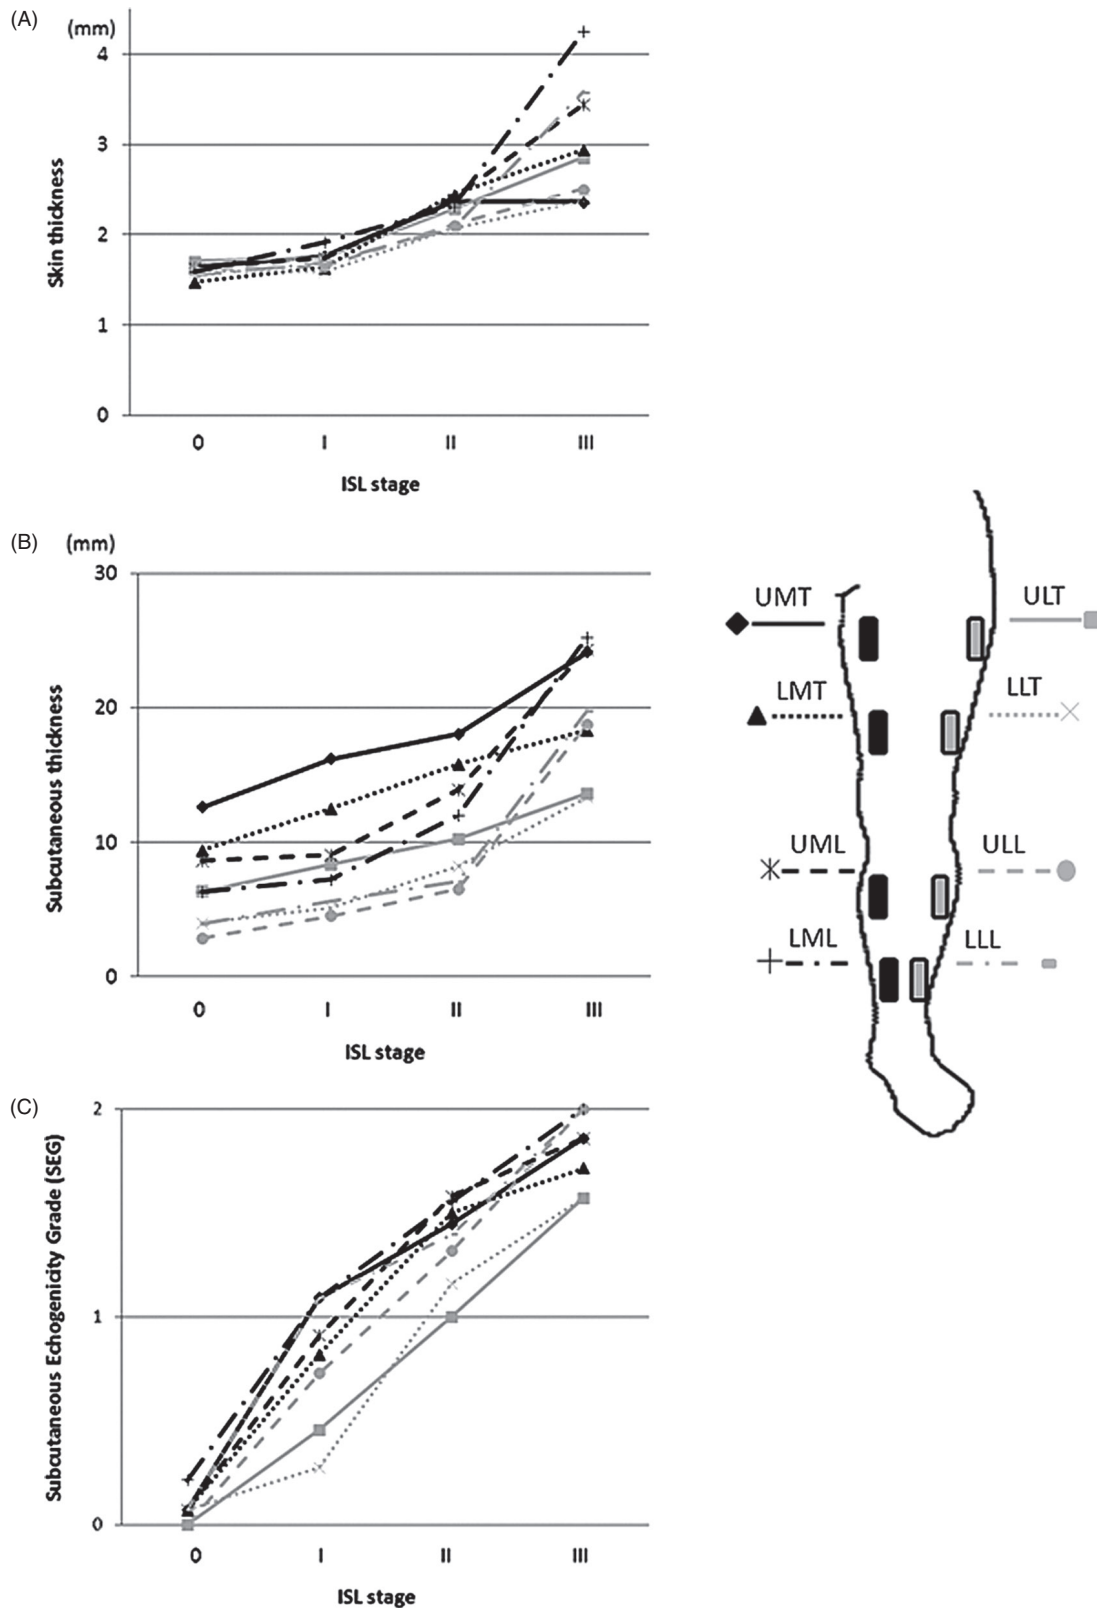 (A)
(mm)
4
3
2
1
0
Skin thickness
0 I II III
ISL stage
(B)
(mm)
30
20
10
0
Subcutaneous thickness
0 I II III
ISL stage
UMT ULT
LMT LLT
UML ULL
LML LLL
(C)
2
1
0
Subcutaneous Echogenicity Grade (SEG)
0 I II III
ISL stage